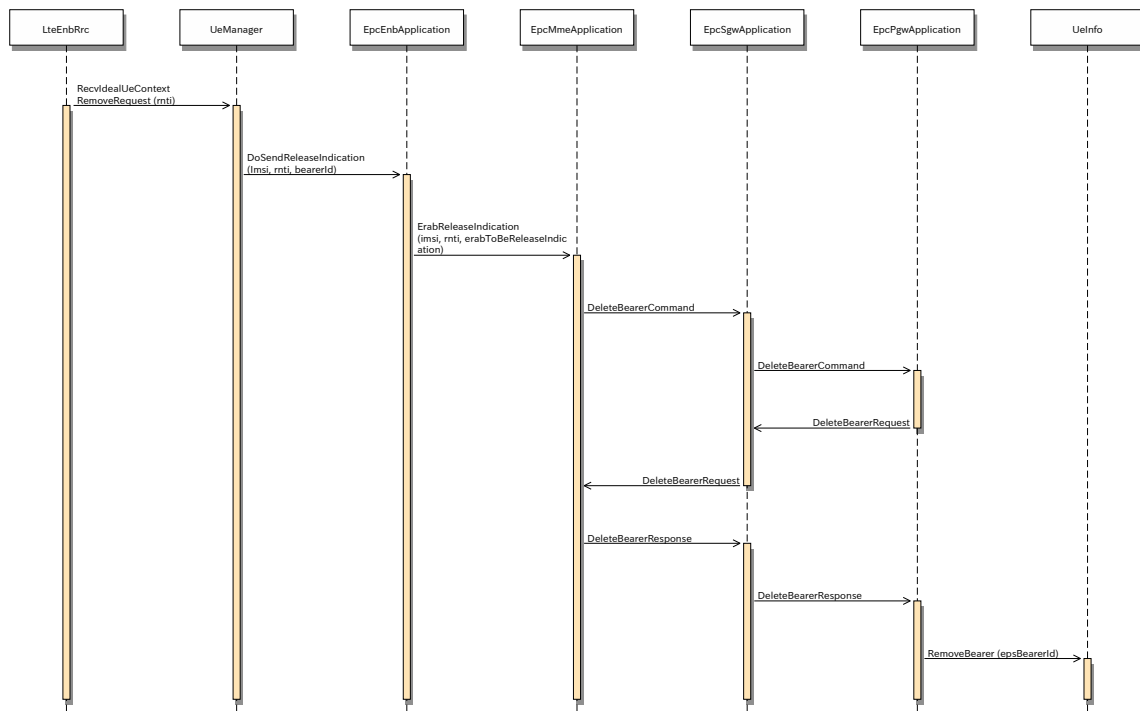 LteEnbRrc
UeManager
EpcEnbApplication
EpcMmeApplication
EpcSgwApplication
EpcPgwApplication
UeInfo
RecvIdealUeContext
RemoveRequest (rnti)
DoSendReleaseIndication
(Imsi, rnti, bearerId)
ErabReleaseIndication
(imsi, rnti, erabToBeReleaseIndic
ation)
DeleteBearerCommand
DeleteBearerCommand
DeleteBearerRequest
DeleteBearerRequest
DeleteBearerResponse
DeleteBearerResponse
RemoveBearer (epsBearerId)